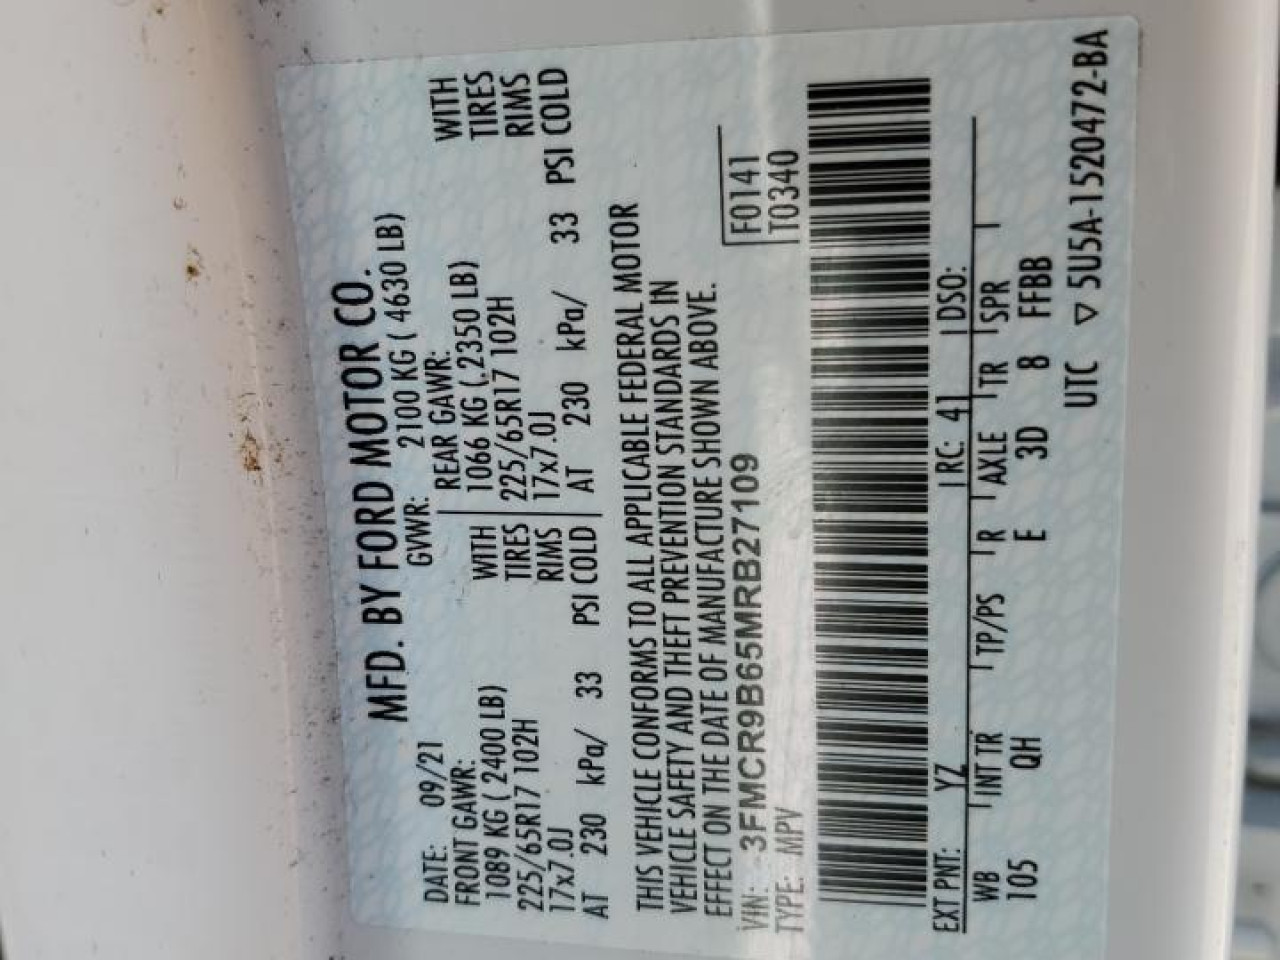 MFD. BY FORD MOTOR CO.
DATE: 09/21 GVWR: 2100 KG ( 4630 LB)
FRONT GAWR: REAR GAWR:
1089 KG ( 2400 LB) WITH 1066 KG ( 2350 LB) WITH
225/65R17 102H TIRES 225/65R17 102H TIRES
17x7.0J RIMS 17x7.0J RIMS
AT 230 kPa/ 33 PSI COLD AT 230 kPa/ 33 PSI COLD
THIS VEHICLE CONFORMS TO ALL APPLICABLE FEDERAL MOTOR
VEHICLE SAFETY AND THEFT PREVENTION STANDARDS IN
EFFECT ON THE DATE OF MANUFACTURE SHOWN ABOVE.
VIN: 3FMCR9B65MRB27109 F0141
TYPE: MPV T0340
EXT PNT: YZ RC: 41 DSO:
WB INT TR TP/PS R AXLE TR SPR
105 QH E 3D 8 FFBB
UTC ▽ 5U5A-1520472-BA